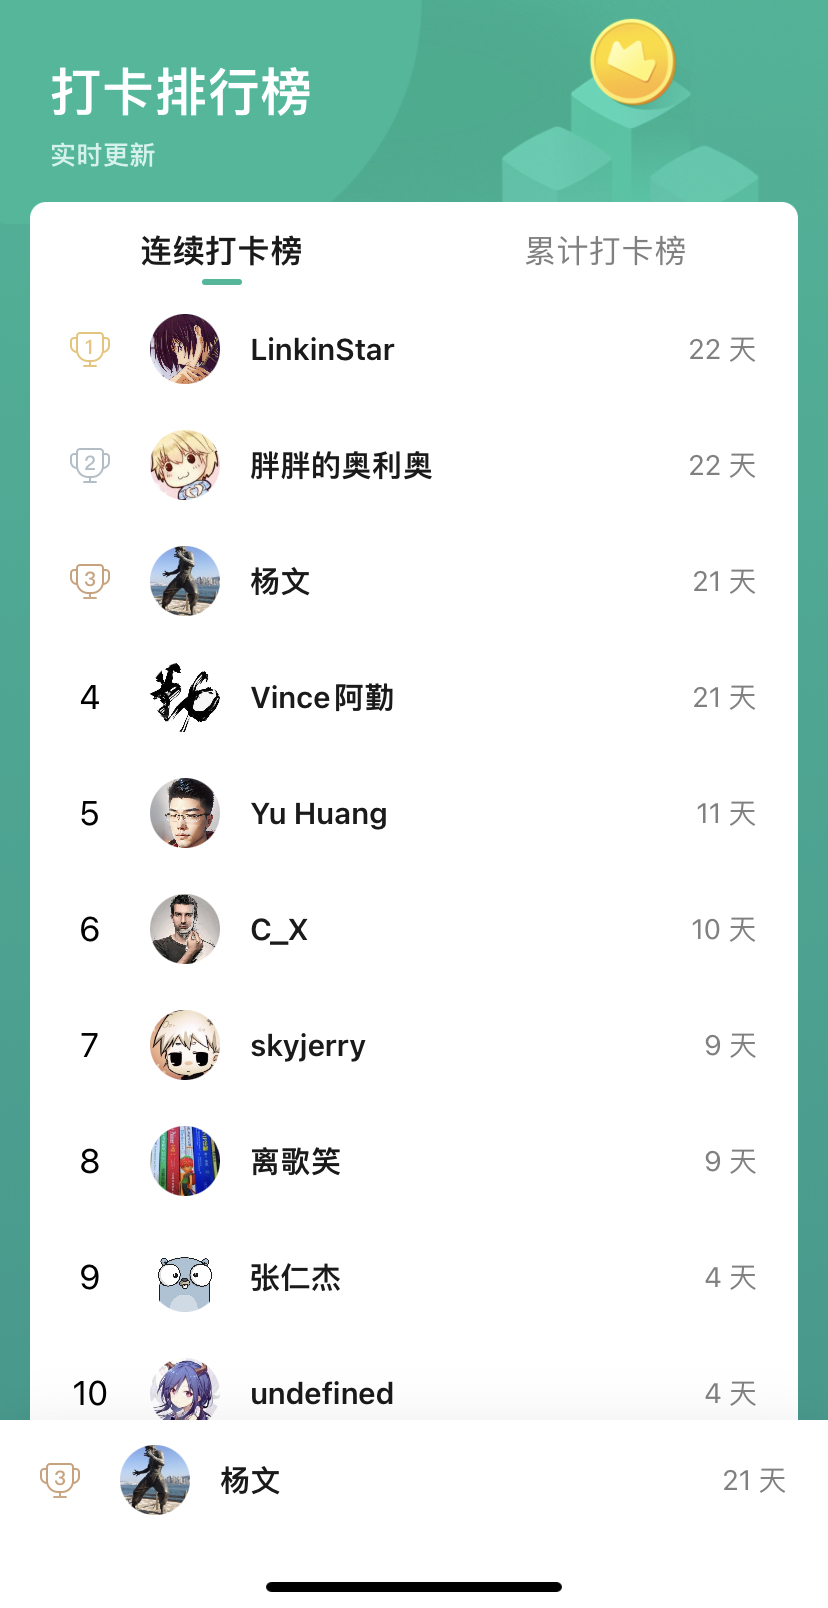 打卡排行榜
实时更新
连续打卡榜 累计打卡榜
1 LinkinStar 22 天
2 胖胖的奥利奥 22 天
3 杨文 21 天
4 Vince阿勤 21 天
5 Yu Huang 11 天
6 C_X 10 天
7 skyjerry 9 天
8 离歌笑 9 天
9 张仁杰 4 天
10 undefined 4 天
3 杨文 21 天